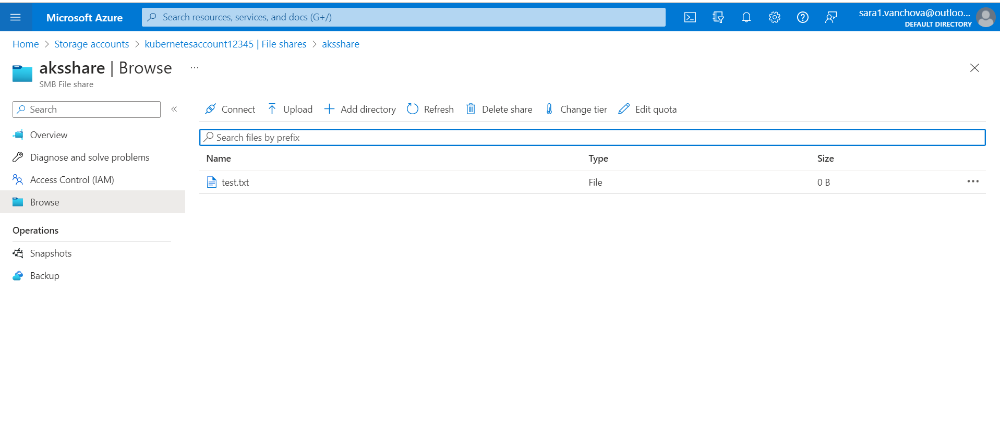 Microsoft Azure
Search resources, services, and docs (G+/)
sara1.vanchova@outloo...
DEFAULT DIRECTORY
Home > Storage accounts > kubernetesaccount12345 | File shares > aksshare
aksshare | Browse ...
SMB File share
Search
«
Overview
Diagnose and solve problems
Access Control (IAM)
Browse
Operations
Snapshots
Backup
Connect Upload Add directory Refresh Delete share Change tier Edit quota
Search files by prefix
Name Type Size
test.txt File 0 B ...